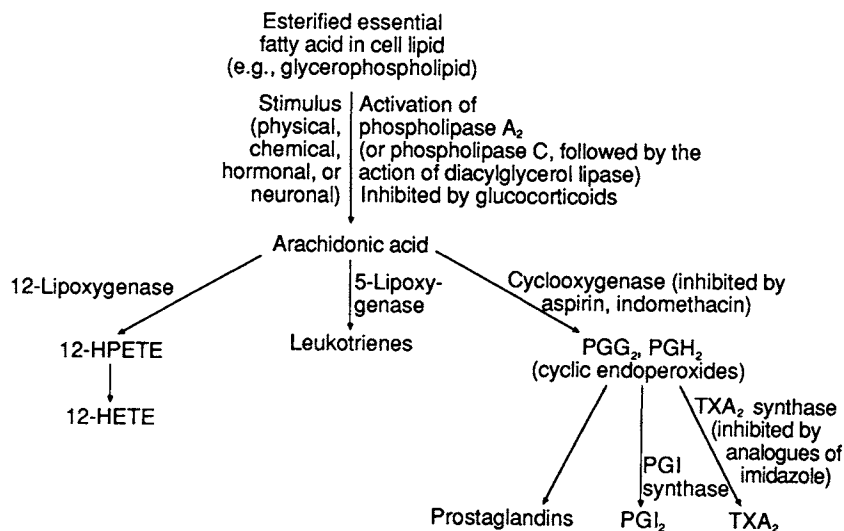 Esterified essential
fatty acid in cell lipid
(e.g., glycerophospholipid)
Stimulus
(physical,
chemical,
hormonal, or
neuronal)
Activation of
phospholipase A₂
(or phospholipase C, followed by the
action of diacylglycerol lipase)
Inhibited by glucocorticoids
Arachidonic acid
12-Lipoxygenase
5-Lipoxy-
genase
Cyclooxygenase (inhibited by
aspirin, indomethacin)
12-HPETE
Leukotrienes
PGG₂, PGH₂
(cyclic endoperoxides)
12-HETE
TXA₂ synthase
(inhibited by
analogues of
imidazole)
PGI
synthase
Prostaglandins
PGI₂
TXA₂